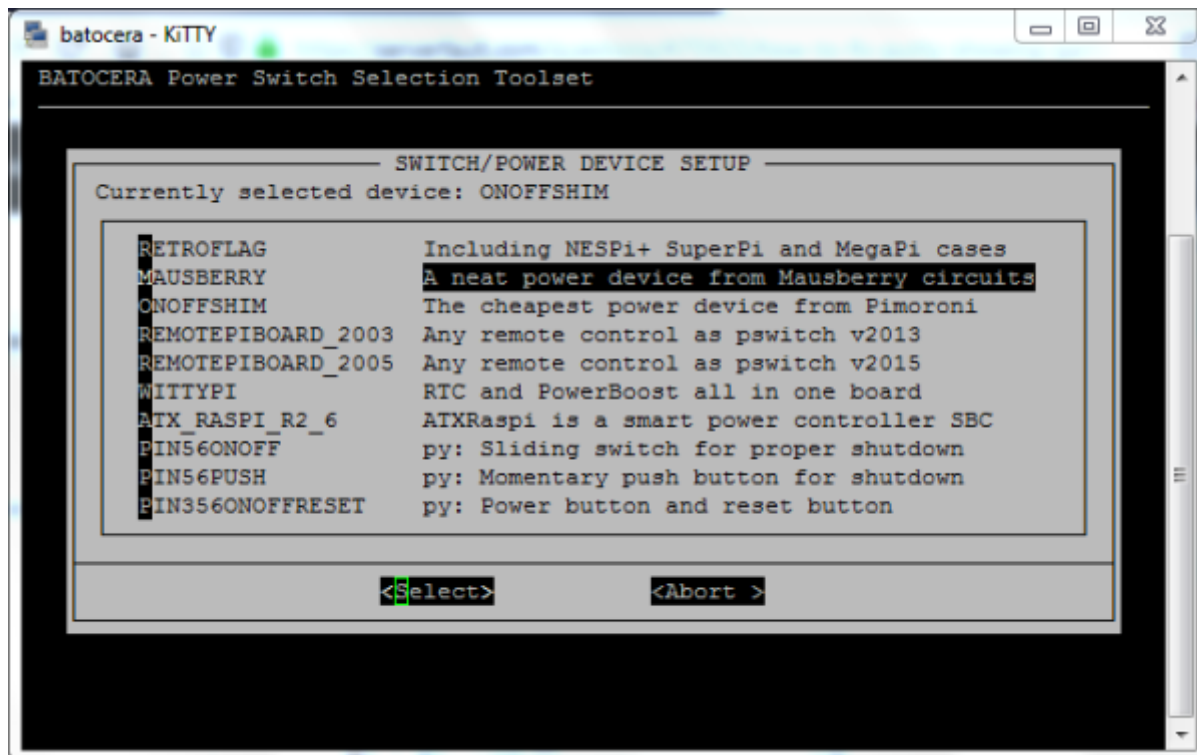 batocera - KiTTY
BATOCERA Power Switch Selection Toolset
SWITCH/POWER DEVICE SETUP
Currently selected device: ONOFFSHIM
RETROFLAG Including NESPi+ SuperPi and MegaPi cases
MAUSBERRY A neat power device from Mausberry circuits
ONOFFSHIM The cheapest power device from Pimoroni
REMOTEPIBOARD_2003 Any remote control as pswitch v2013
REMOTEPIBOARD_2005 Any remote control as pswitch v2015
WITTYPI RTC and PowerBoost all in one board
ATX_RASPI_R2_6 ATXRaspi is a smart power controller SBC
PIN56ONOFF py: Sliding switch for proper shutdown
PIN56PUSH py: Momentary push button for shutdown
PIN356ONOFFRESET py: Power button and reset button
<Select> <Abort >